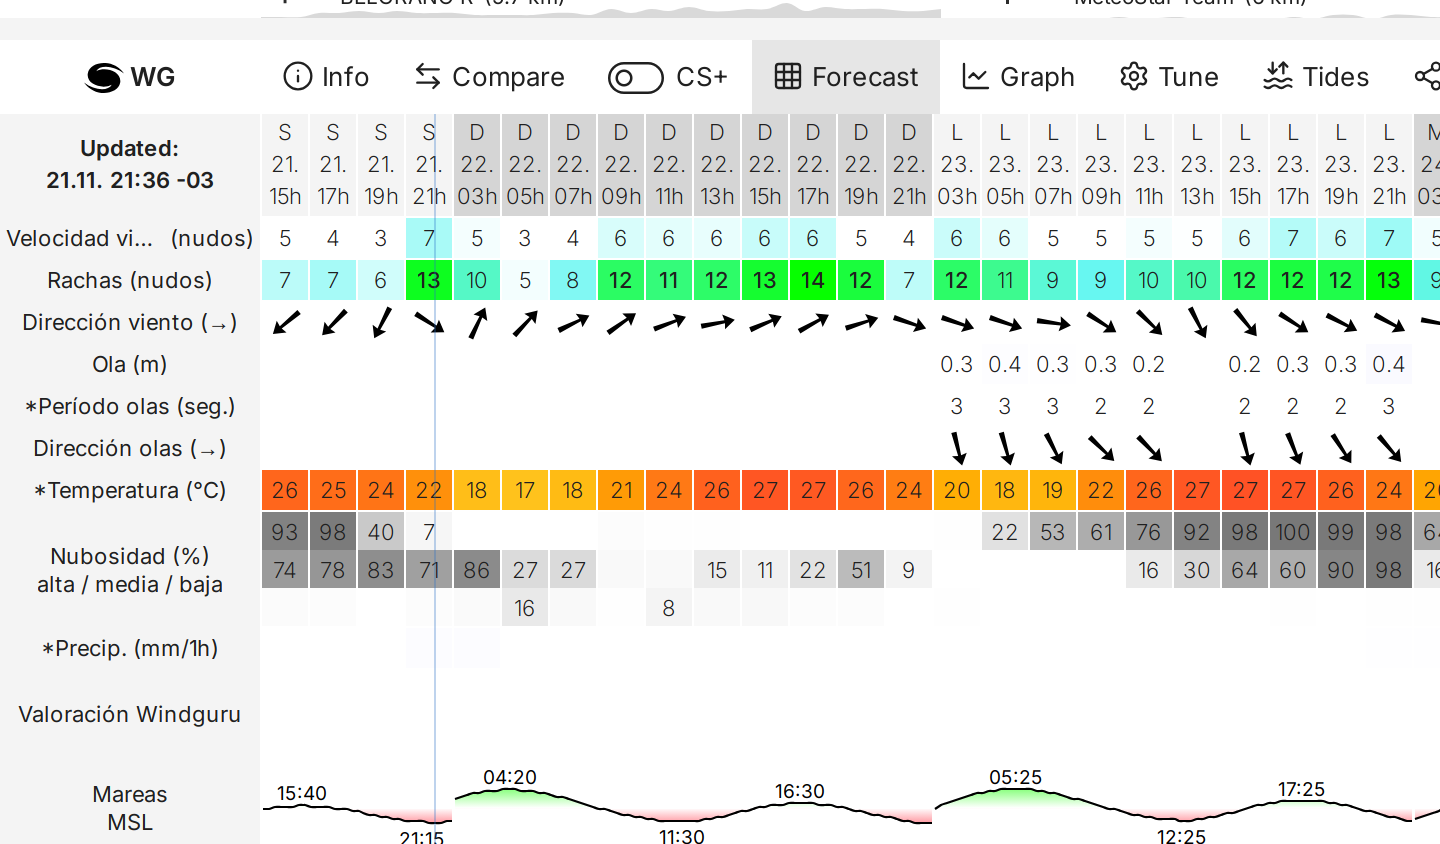 BELGRANO R (3.7 km)
MeteoStar Team (6 km)
WG Info Compare CS+ Forecast Graph Tune Tides
Updated:
21.11. 21:36 -03
S S S S D D D D D D D D D D L L L L L L L L L L M
21. 21. 21. 21. 22. 22. 22. 22. 22. 22. 22. 22. 22. 22. 23. 23. 23. 23. 23. 23. 23. 23. 23. 23.
15h 17h 19h 21h 03h 05h 07h 09h 11h 13h 15h 17h 19h 21h 03h 05h 07h 09h 11h 13h 15h 17h 19h 21h
Velocidad vi... (nudos) 5 4 3 7 5 3 4 6 6 6 6 6 5 4 6 6 5 5 5 5 6 7 6 7 5
Rachas (nudos) 7 7 6 13 10 5 8 12 11 12 13 14 12 7 12 11 9 9 10 10 12 12 12 13 9
Dirección viento (→)
Ola (m) 0.3 0.4 0.3 0.3 0.2 0.2 0.3 0.3 0.4
*Período olas (seg.) 3 3 3 2 2 2 2 2 3
Dirección olas (→)
*Temperatura (°C) 26 25 24 22 18 17 18 21 24 26 27 27 26 24 20 18 19 22 26 27 27 27 26 24
Nubosidad (%)
alta / media / baja
93 98 40 7 22 53 61 76 92 98 100 99 98
74 78 83 71 86 27 27 15 11 22 51 9 16 30 64 60 90 98
16 8
*Precip. (mm/1h)
Valoración Windguru
Mareas
MSL
15:40 04:20 16:30 05:25 17:25
21:15 11:30 12:25